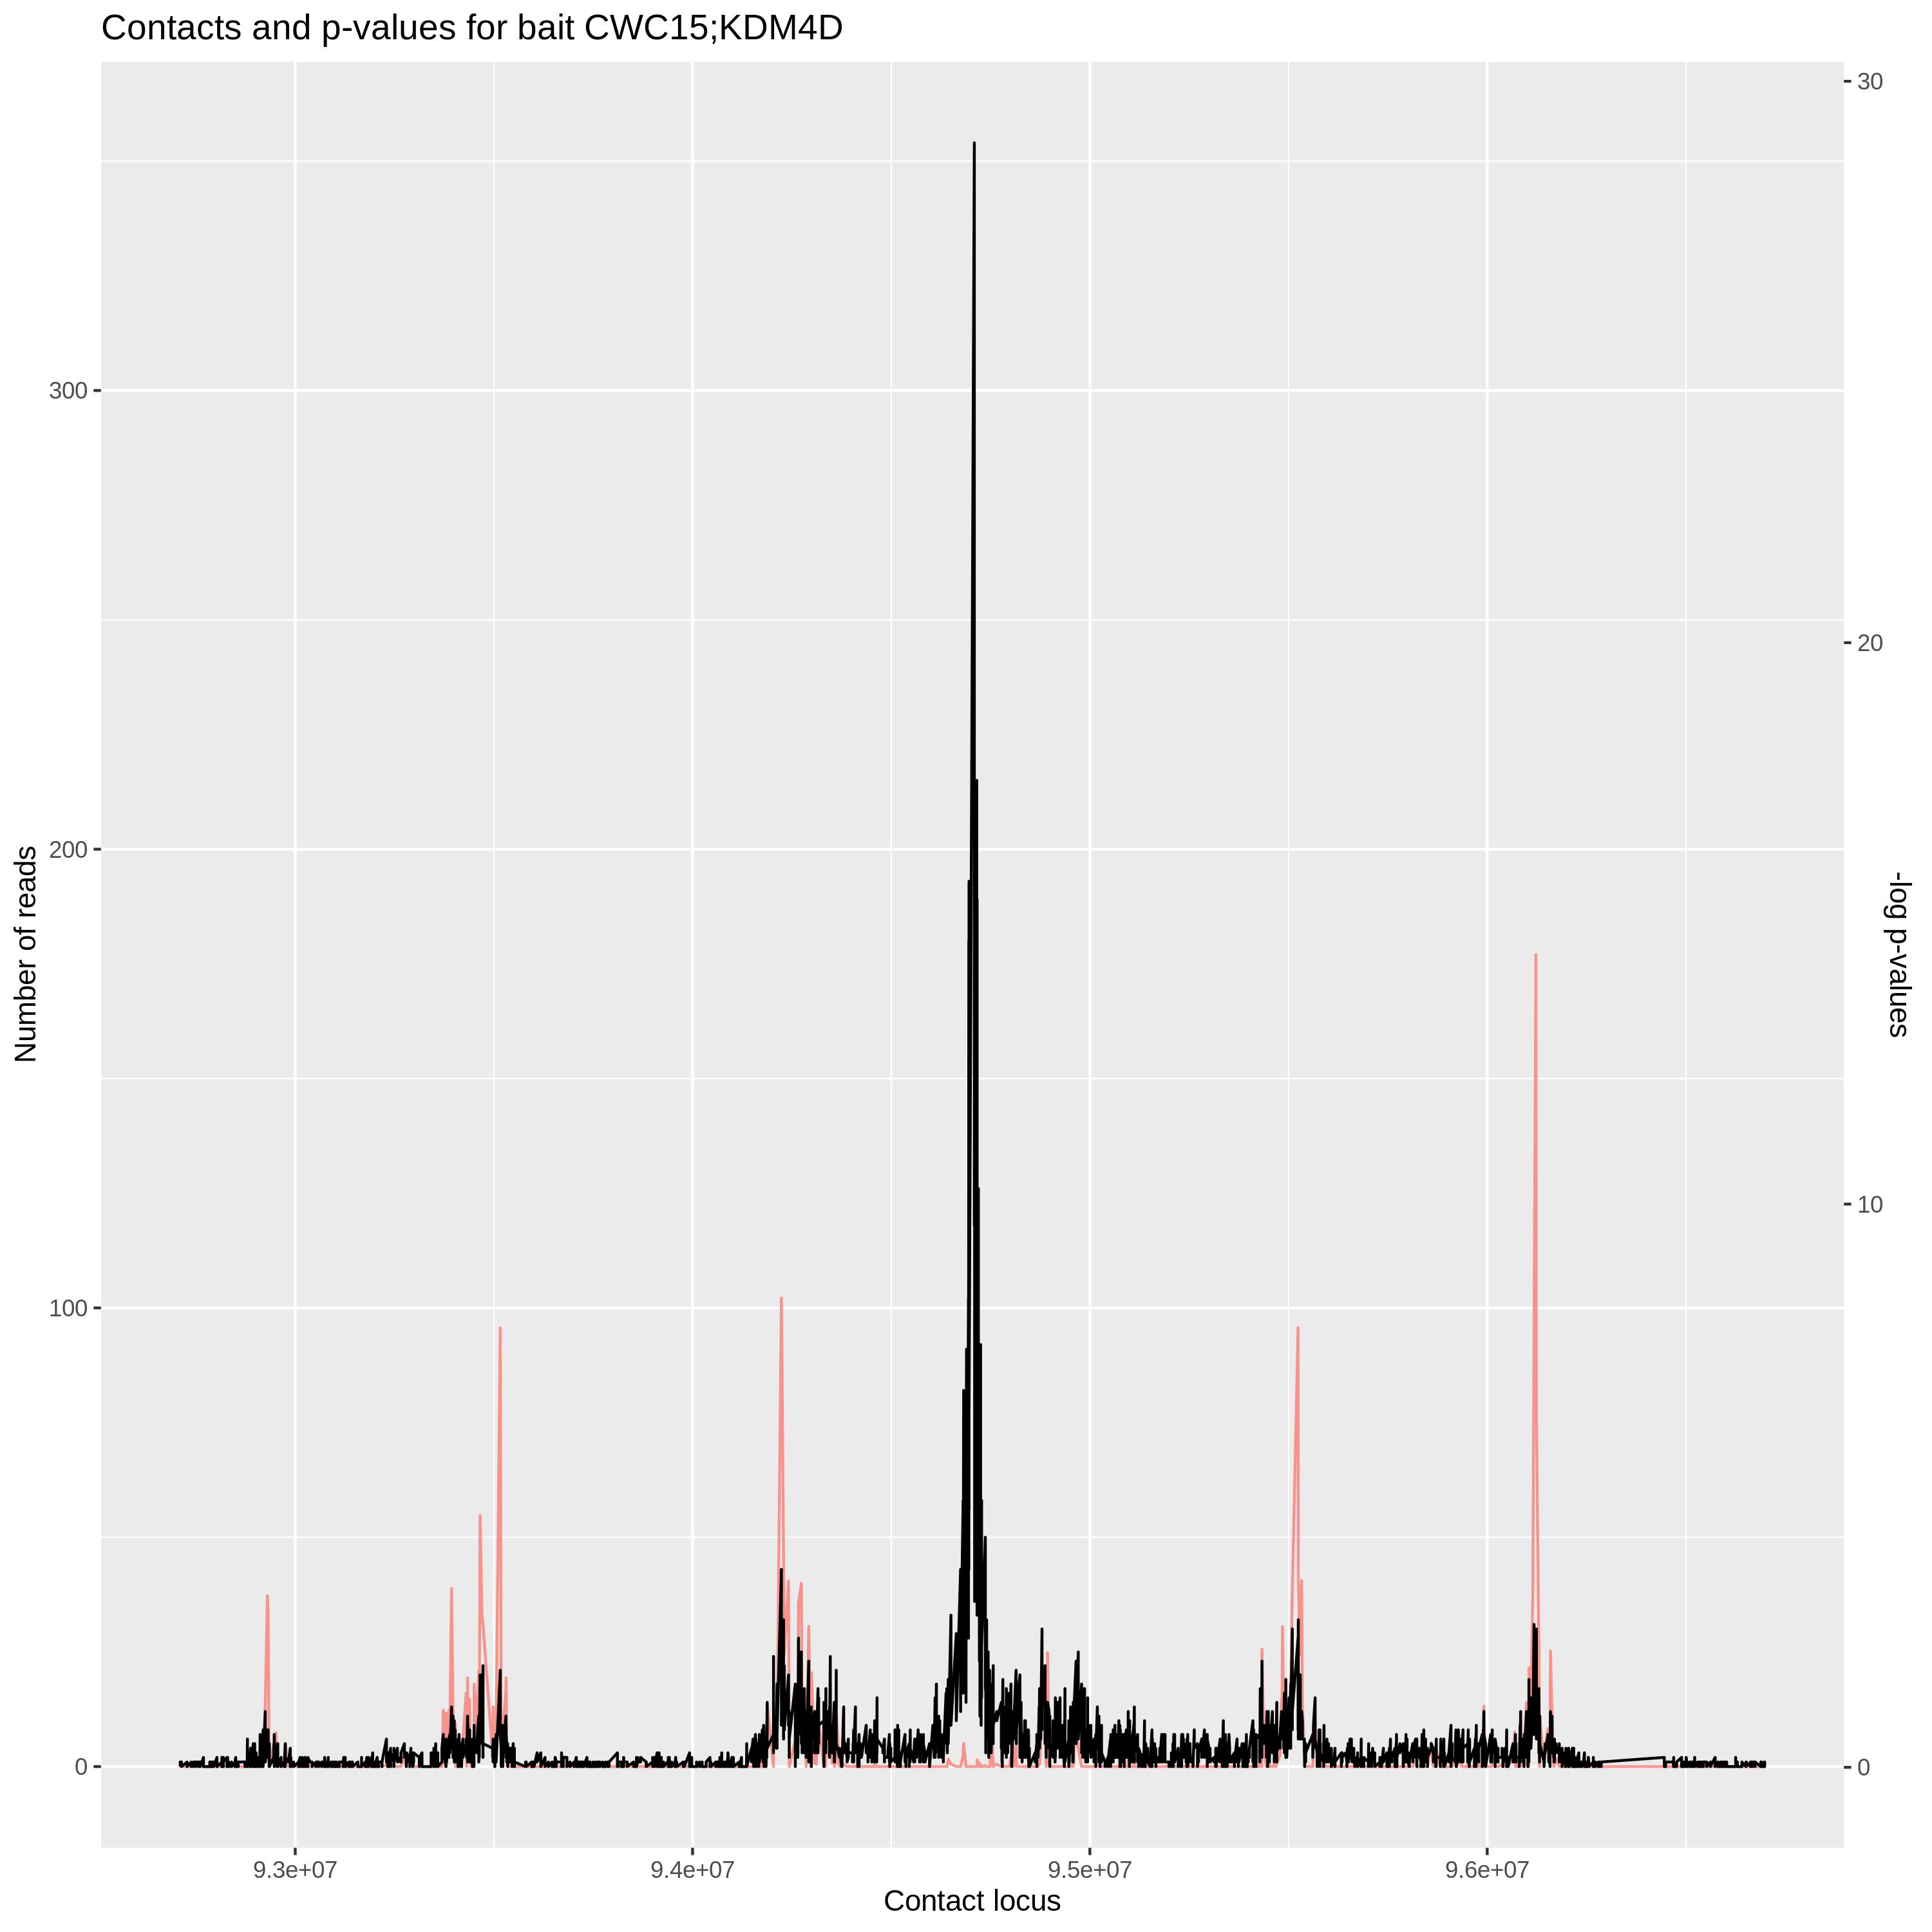 Contacts and p-values for bait CWC15;KDM4D
Number of reads
300
200
100
0
30
20
10
0
-log p-values
9.3e+07
9.4e+07
9.5e+07
9.6e+07
Contact locus